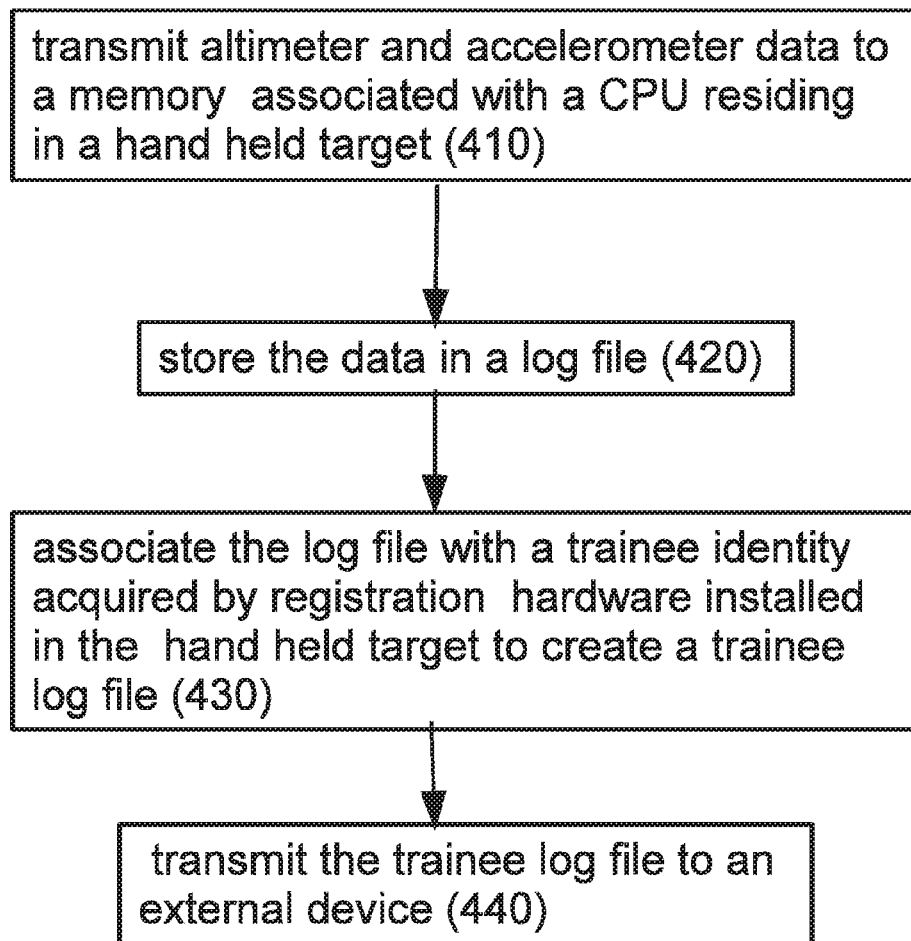 transmit altimeter and accelerometer data to
a memory associated with a CPU residing
in a hand held target (410)
store the data in a log file (420)
associate the log file with a trainee identity
acquired by registration hardware installed
in the hand held target to create a trainee
log file (430)
transmit the trainee log file to an
external device (440)